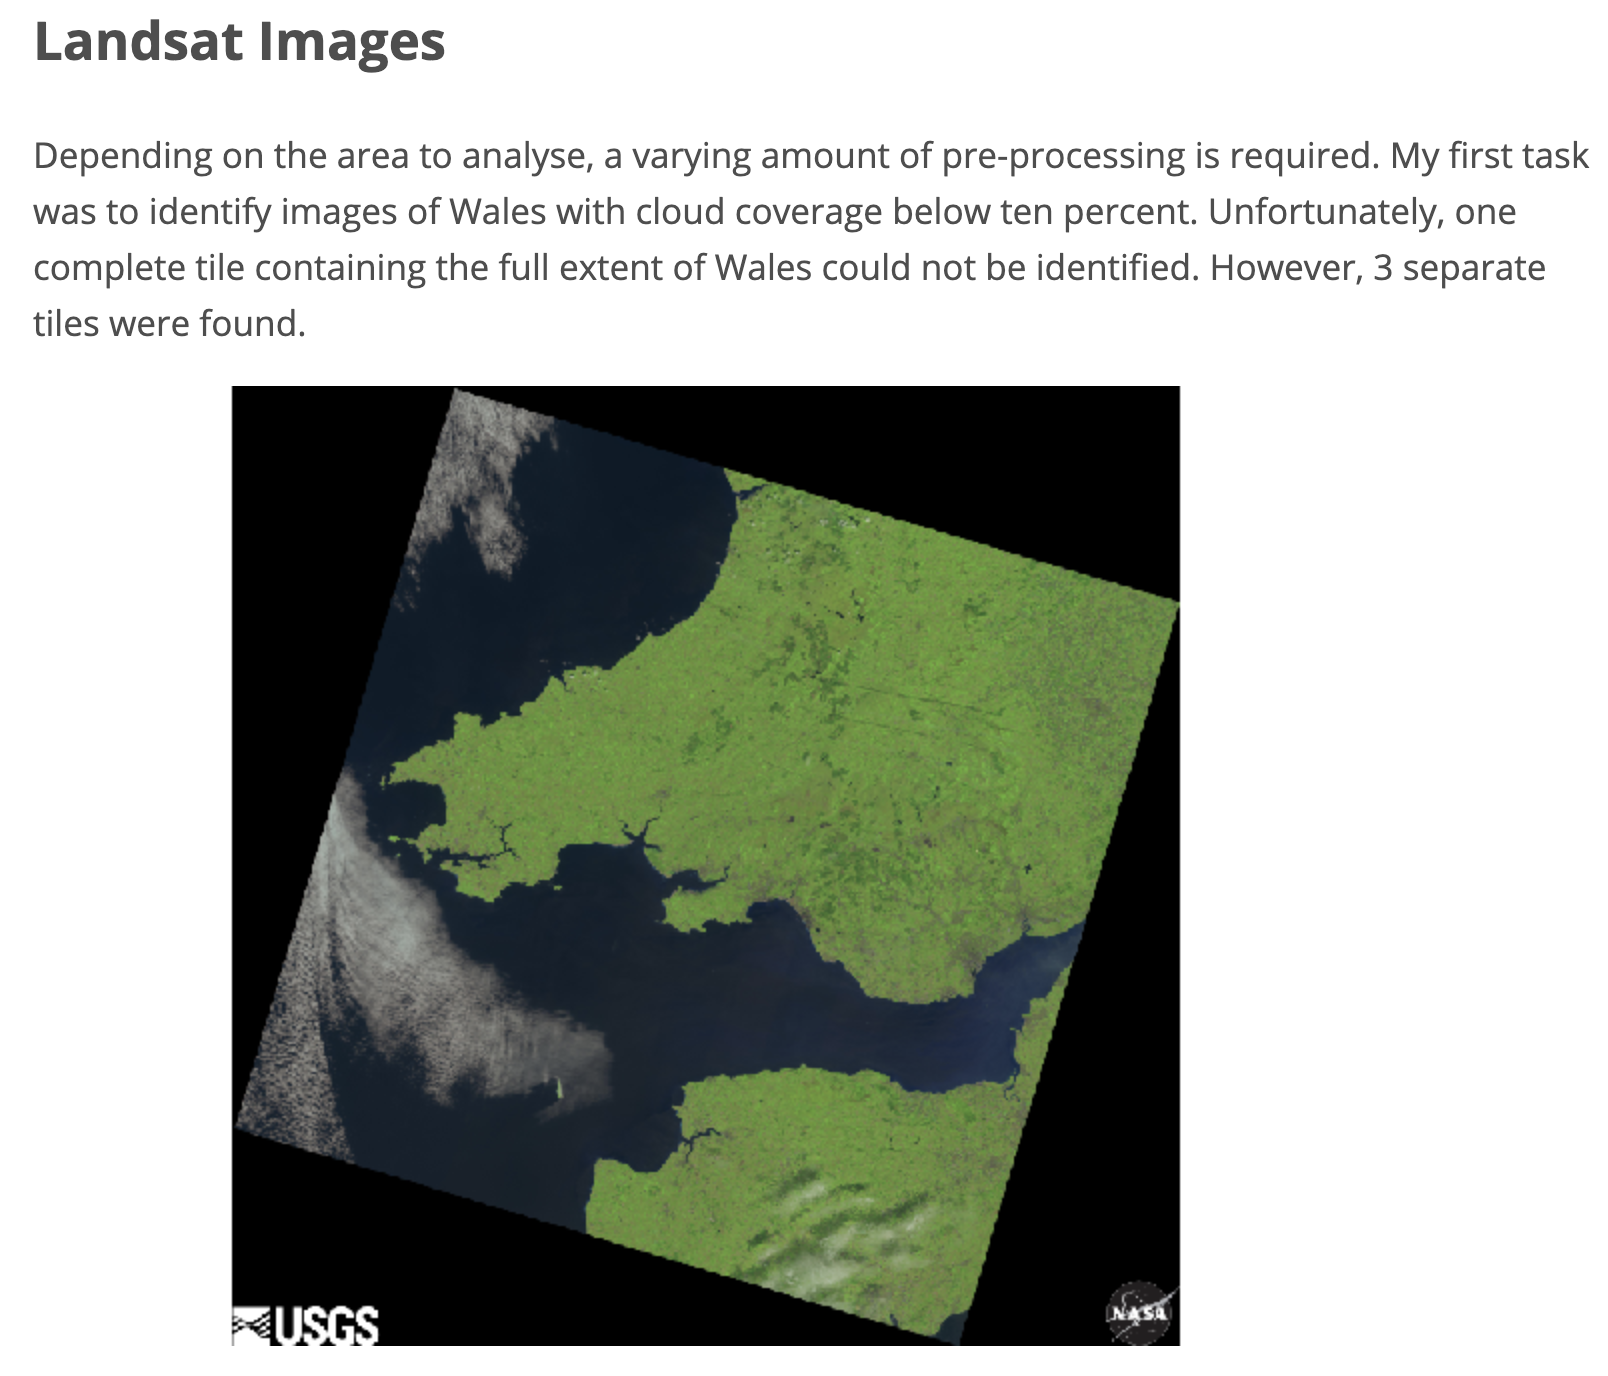 Landsat Images
Depending on the area to analyse, a varying amount of pre-processing is required. My first task
was to identify images of Wales with cloud coverage below ten percent. Unfortunately, one
complete tile containing the full extent of Wales could not be identified. However, 3 separate
tiles were found.
USGS
NASA